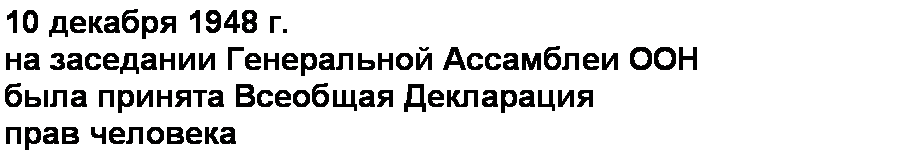 10 декабря 1948 г.
на заседании Генеральной Ассамблеи ООН
была принята Всеобщая Декларация
прав человека